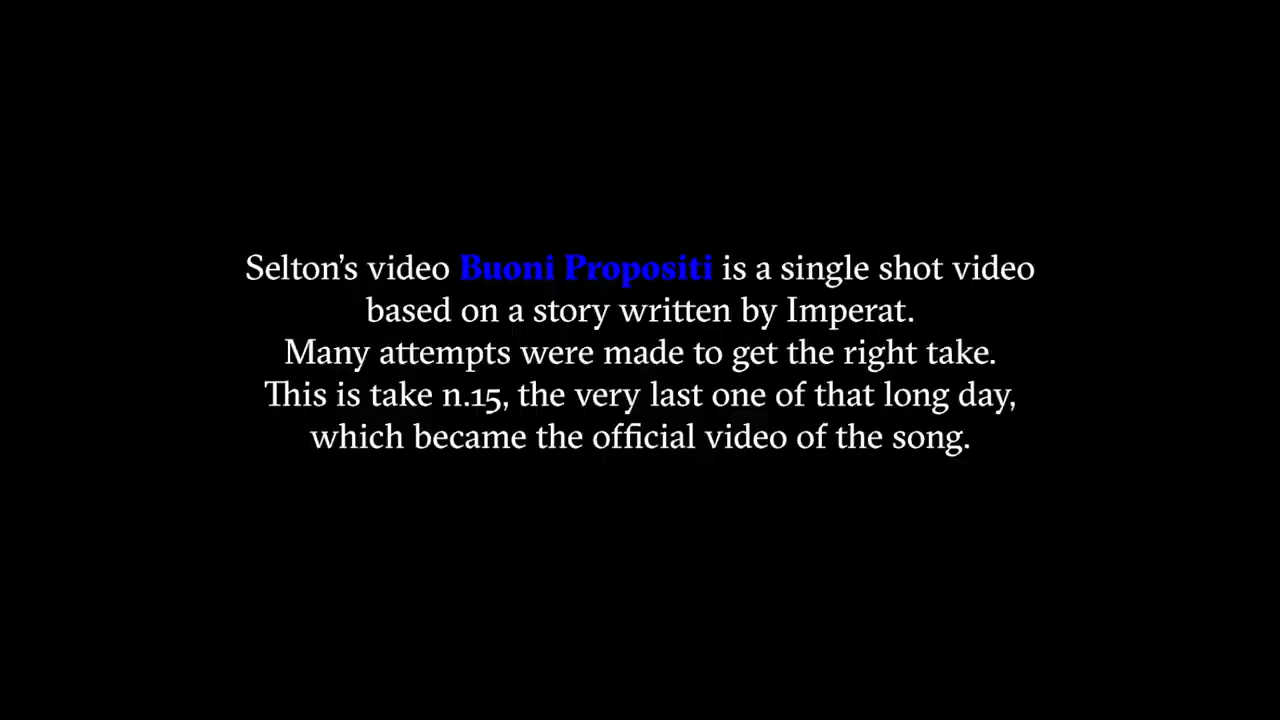 Selton's video Buoni Propositi is a single shot video
based on a story written by Imperat.
Many attempts were made to get the right take.
This is take n.15, the very last one of that long day,
which became the official video of the song.